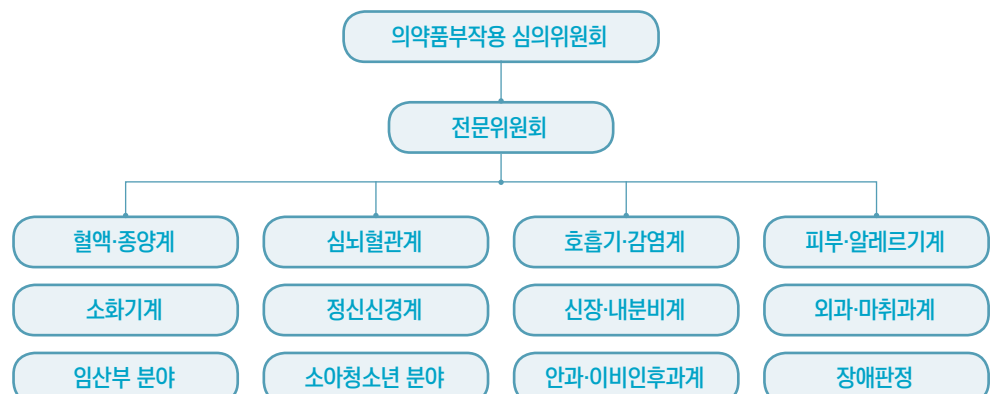 의약품부작용 심의위원회
전문위원회
혈액·종양계 심뇌혈관계 호흡기·감염계 피부·알레르기계
소화기계 정신신경계 신장·내분비계 외과·마취과계
임산부 분야 소아청소년 분야 안과·이비인후과계 장애판정